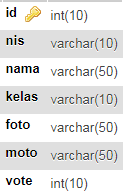 id int(10)
nis varchar(10)
nama varchar(50)
kelas varchar(10)
foto varchar(50)
moto varchar(50)
vote int(10)